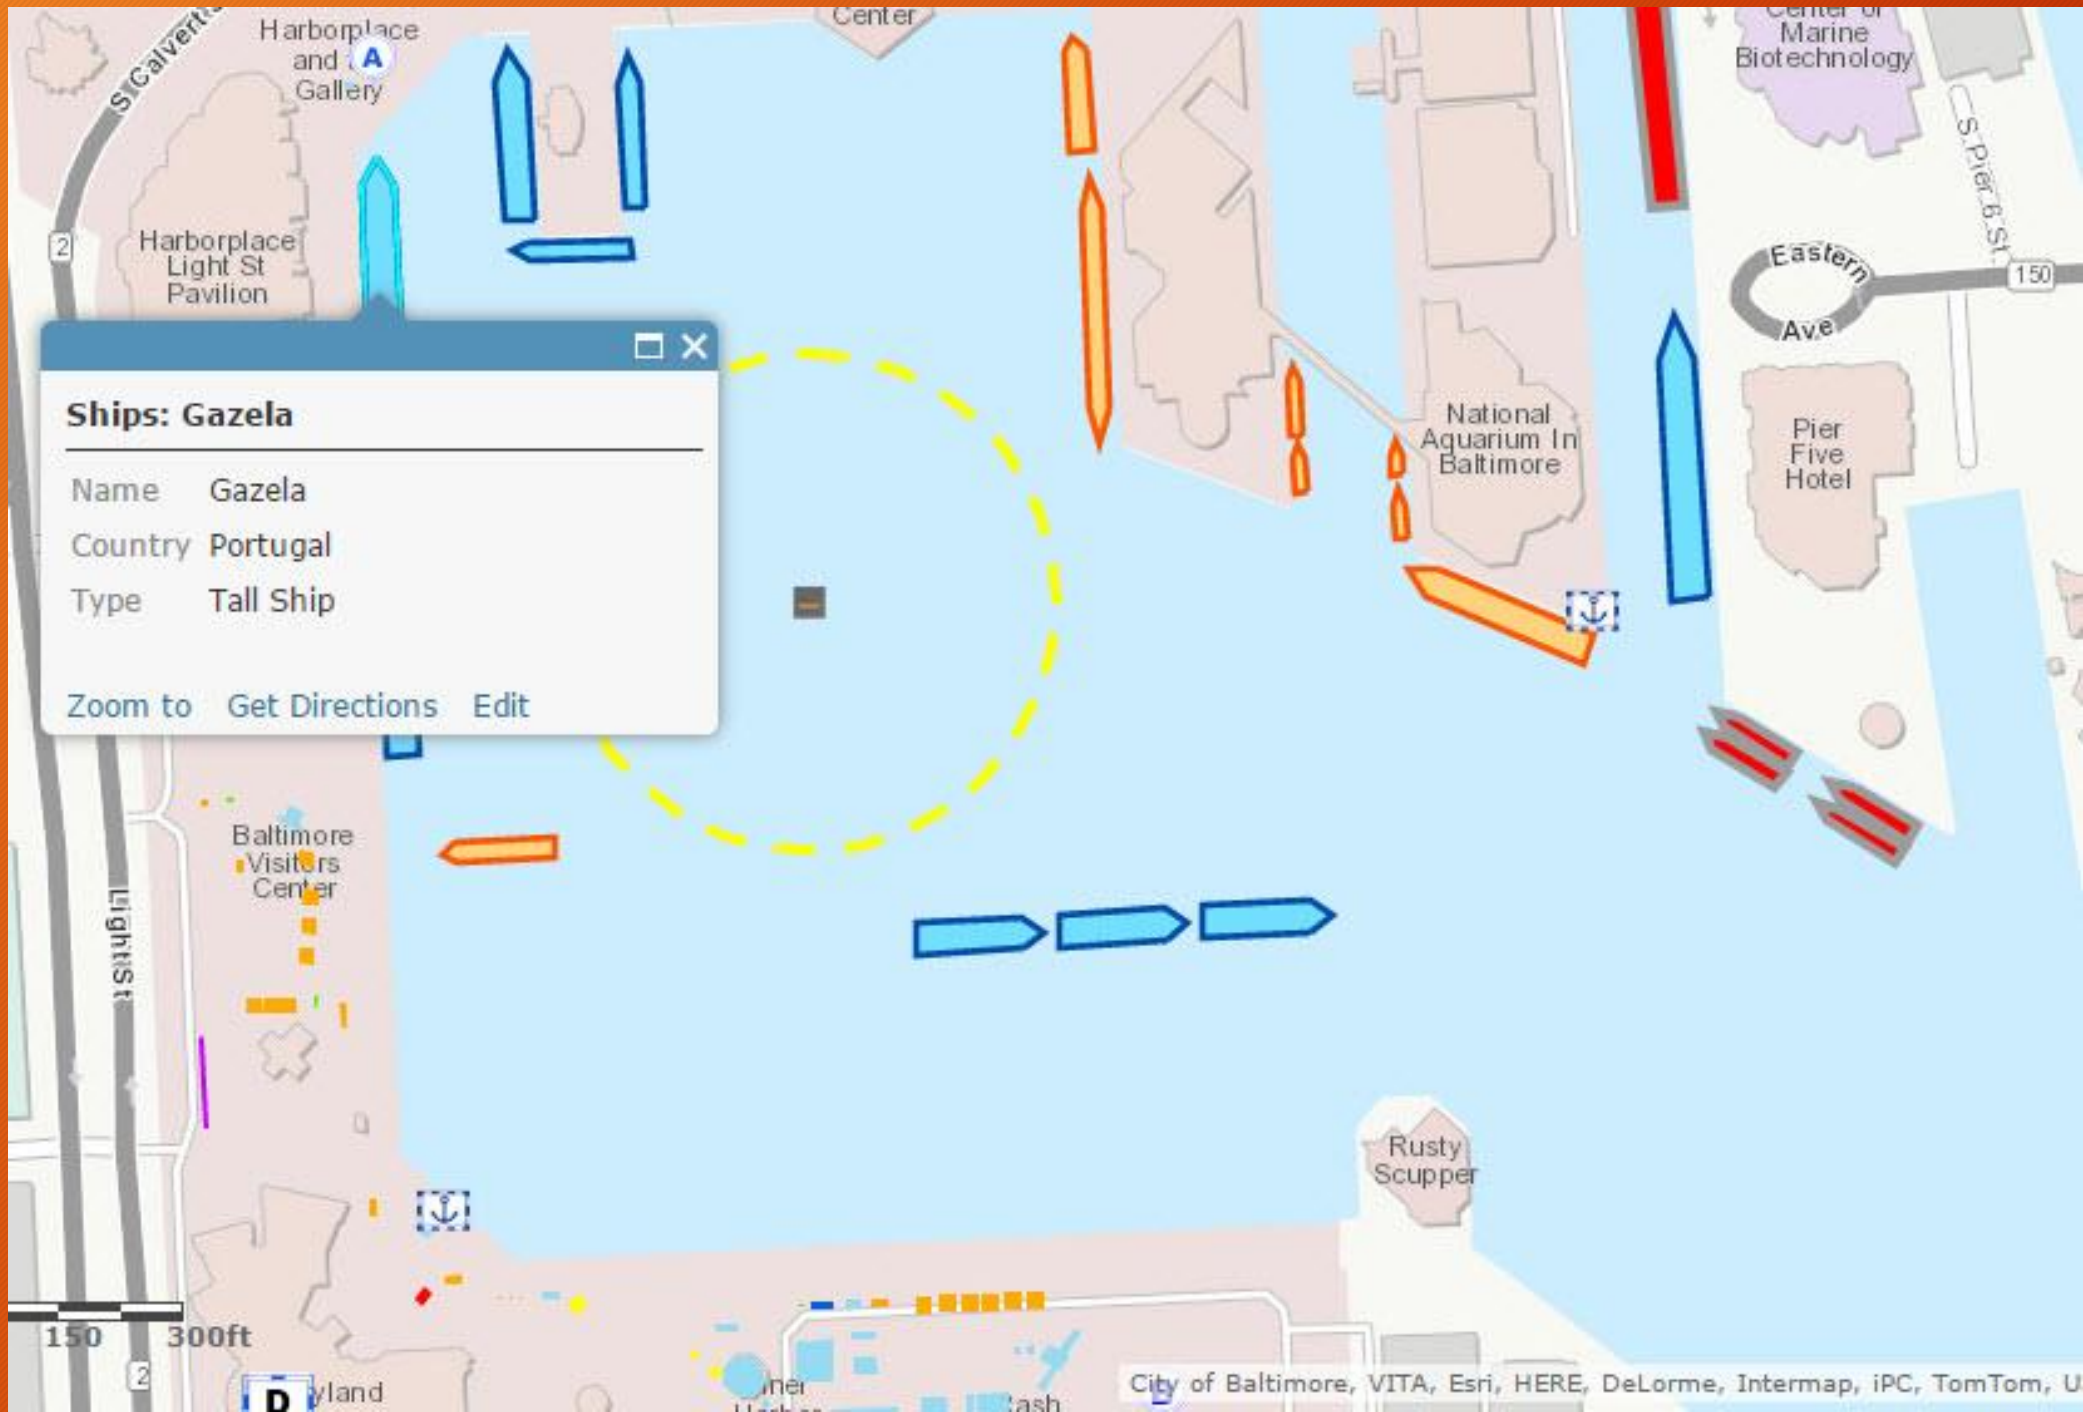 Center
Center of
Marine
Biotechnology
S Calvert
Harborplace
and
Gallery
A
2
Harborplace
Light St
Pavilion
S Pier 6 St.
Eastern
Ave
150
Ships: Gazela
Name Gazela
Country Portugal
Type Tall Ship
Zoom to Get Directions Edit
National
Aquarium In
Baltimore
Pier
Five
Hotel
Baltimore
Visitors
Center
Light St
Rusty
Scupper
150 300ft
2
D
yland
Harbor
City of Baltimore, VITA, Esri, HERE, DeLorme, Intermap, iPC, TomTom, U